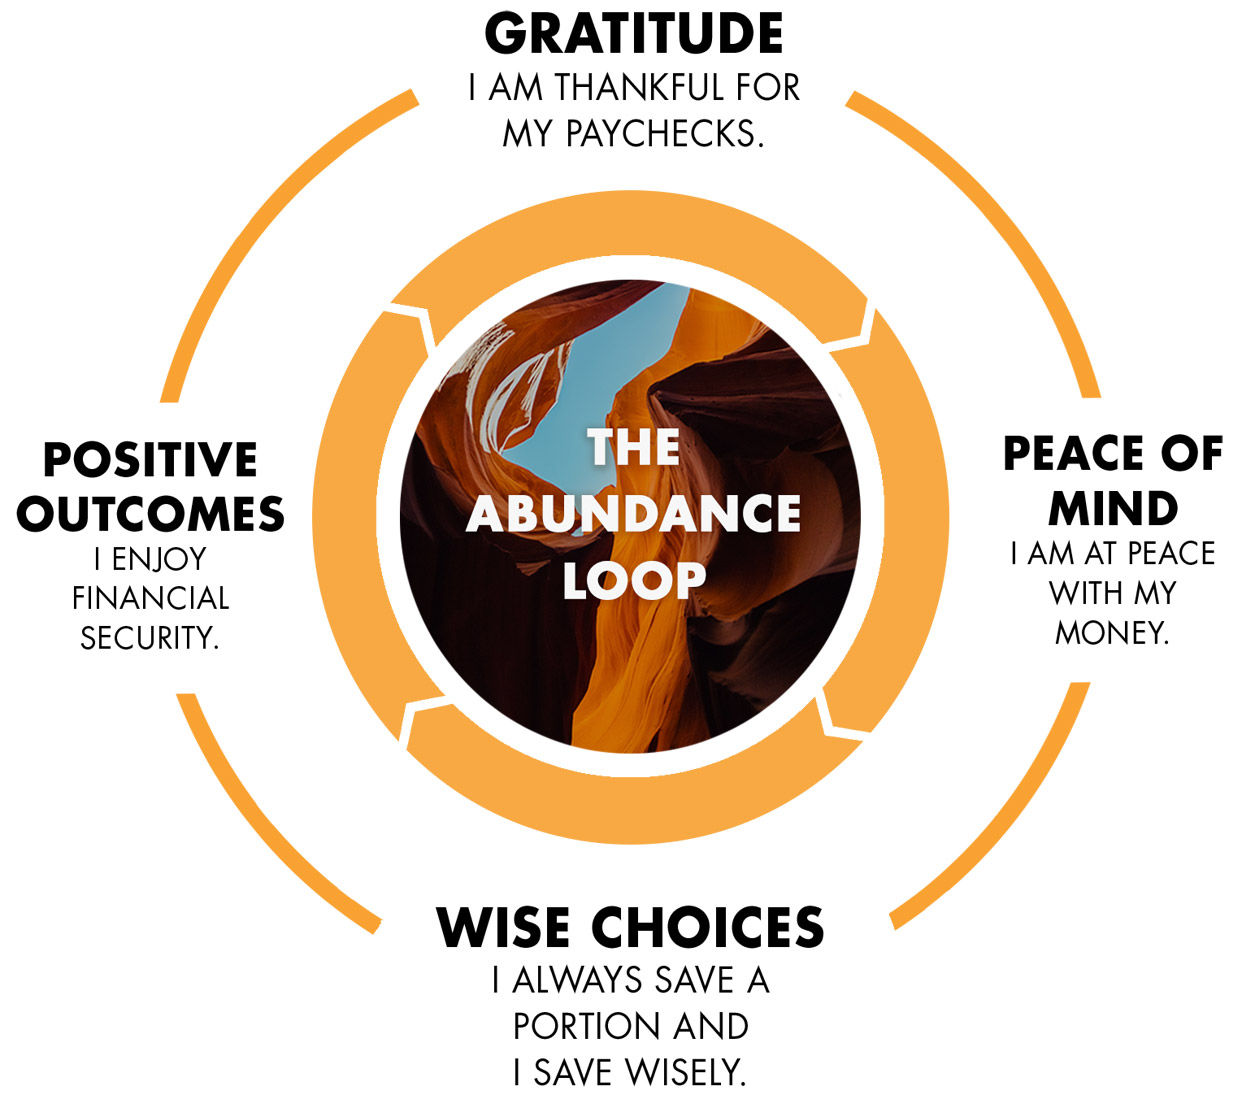 GRATITUDE
I AM THANKFUL FOR
MY PAYCHECKS.
POSITIVE
OUTCOMES
I ENJOY
FINANCIAL
SECURITY.
THE
ABUNDANCE
LOOP
PEACE OF
MIND
I AM AT PEACE
WITH MY
MONEY.
WISE CHOICES
I ALWAYS SAVE A
PORTION AND
I SAVE WISELY.